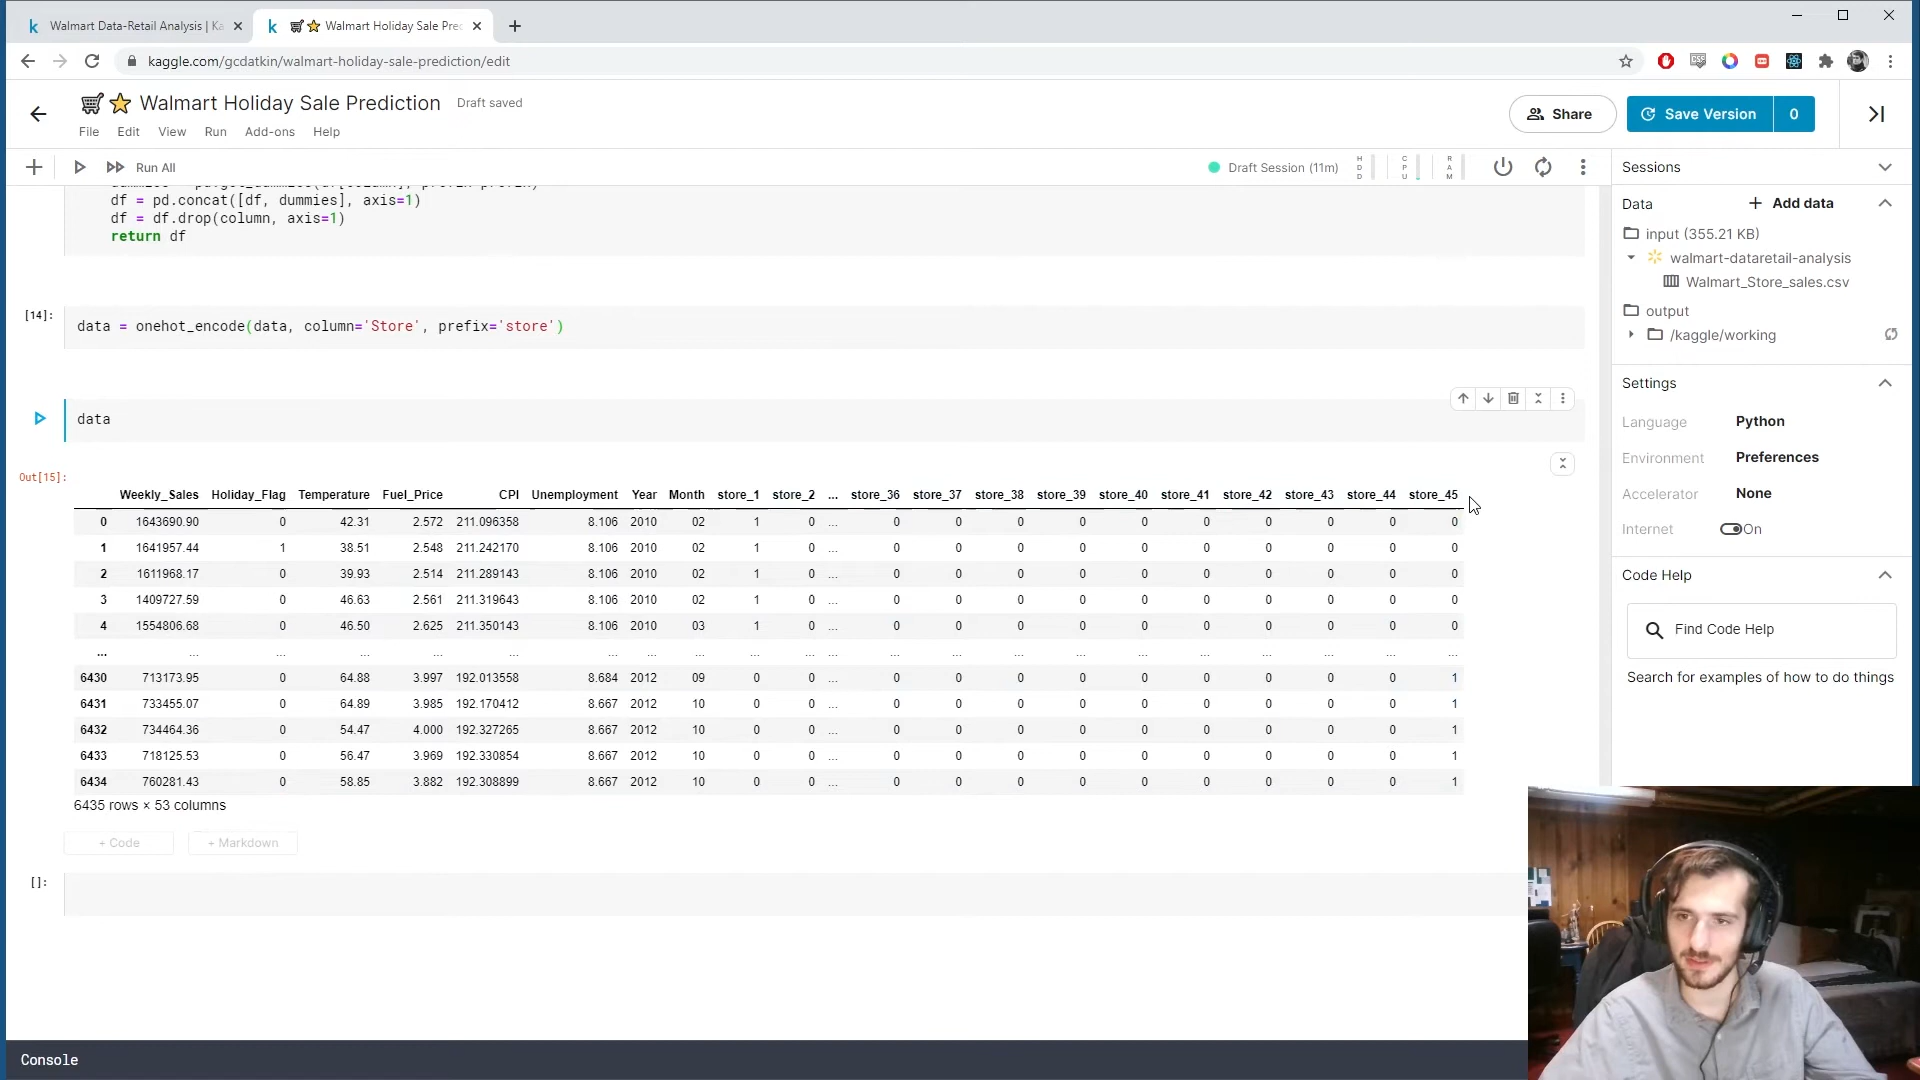 Walmart Data-Retail Analysis | Ka
Walmart Holiday Sale Prec
kaggle.com/gcdatkin/walmart-holiday-sale-prediction/edit
Walmart Holiday Sale Prediction
Draft saved
File Edit View Run Add-ons Help
Share
Save Version 0
Run All
Draft Session (11m)
HDD
CPU
RAM
df = pd.concat([df, dummies], axis=1)
df = df.drop(column, axis=1)
return df
[14]:
data = onehot_encode(data, column='Store', prefix='store')
data
Out[15]:
Weekly_Sales Holiday_Flag Temperature Fuel_Price CPI Unemployment Year Month store_1 store_2 ... store_36 store_37 store_38 store_39 store_40 store_41 store_42 store_43 store_44 store_45
0 1643690.90 0 42.31 2.572 211.096358 8.106 2010 02 1 0 ... 0 0 0 0 0 0 0 0 0 0
1 1641957.44 1 38.51 2.548 211.242170 8.106 2010 02 1 0 ... 0 0 0 0 0 0 0 0 0 0
2 1611968.17 0 39.93 2.514 211.289143 8.106 2010 02 1 0 ... 0 0 0 0 0 0 0 0 0 0
3 1409727.59 0 46.63 2.561 211.319643 8.106 2010 02 1 0 ... 0 0 0 0 0 0 0 0 0 0
4 1554806.68 0 46.50 2.625 211.350143 8.106 2010 03 1 0 ... 0 0 0 0 0 0 0 0 0 0
... ... ... ... ... ... ... ... ... ... ... ... ... ... ... ... ... ... ... ... ... ...
6430 713173.95 0 64.88 3.997 192.013558 8.684 2012 09 0 0 ... 0 0 0 0 0 0 0 0 0 1
6431 733455.07 0 64.89 3.985 192.170412 8.667 2012 10 0 0 ... 0 0 0 0 0 0 0 0 0 1
6432 734464.36 0 54.47 4.000 192.327265 8.667 2012 10 0 0 ... 0 0 0 0 0 0 0 0 0 1
6433 718125.53 0 56.47 3.969 192.330854 8.667 2012 10 0 0 ... 0 0 0 0 0 0 0 0 0 1
6434 760281.43 0 58.85 3.882 192.308899 8.667 2012 10 0 0 ... 0 0 0 0 0 0 0 0 0 1
6435 rows × 53 columns
+ Code
+ Markdown
[]:
Console
Sessions
Data
+ Add data
input (355.21 KB)
walmart-dataretail-analysis
Walmart_Store_sales.csv
output
/kaggle/working
Settings
Language Python
Environment Preferences
Accelerator None
Internet On
Code Help
Find Code Help
Search for examples of how to do things